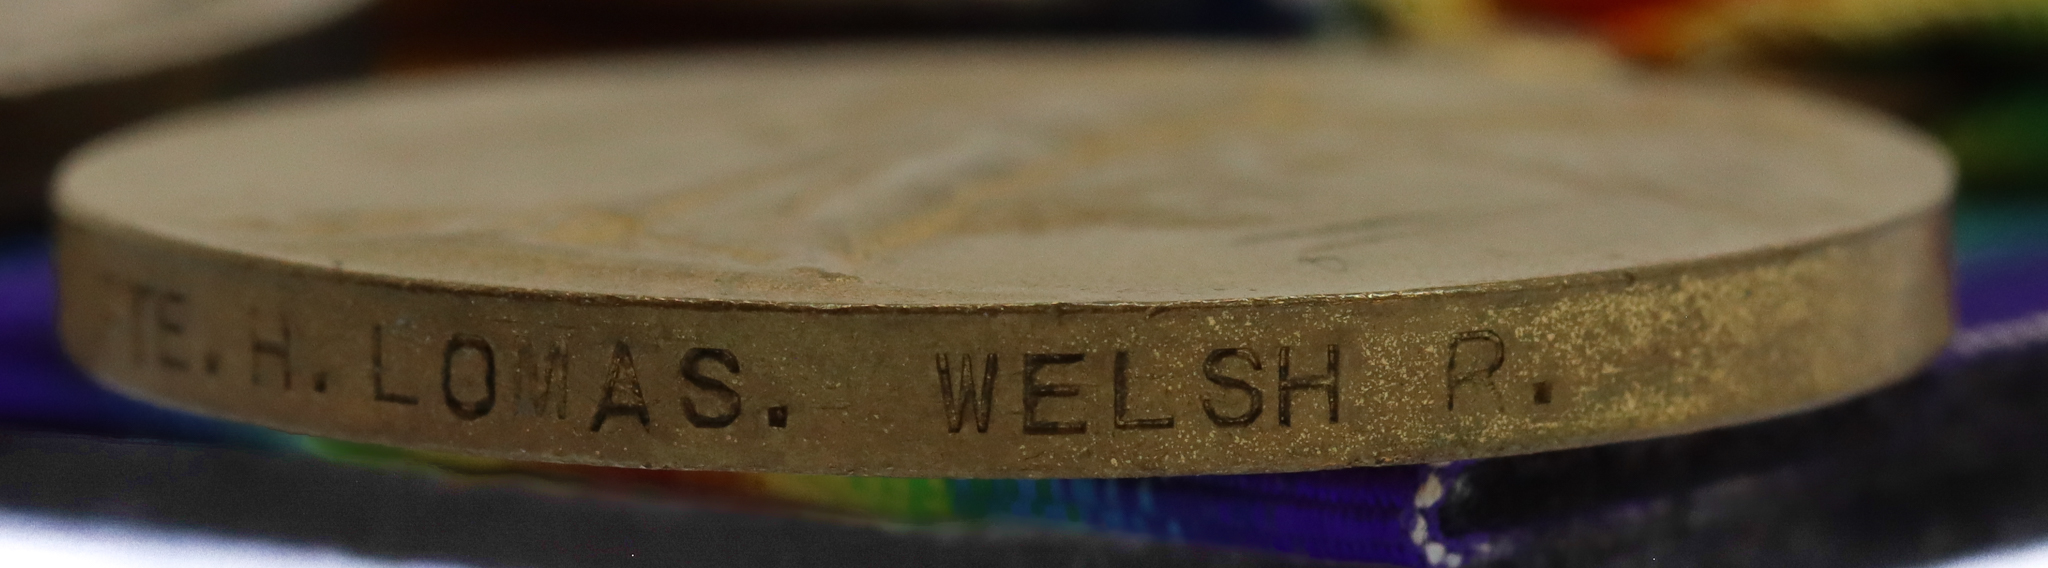 TE. H. LOMAS. WELSH R.